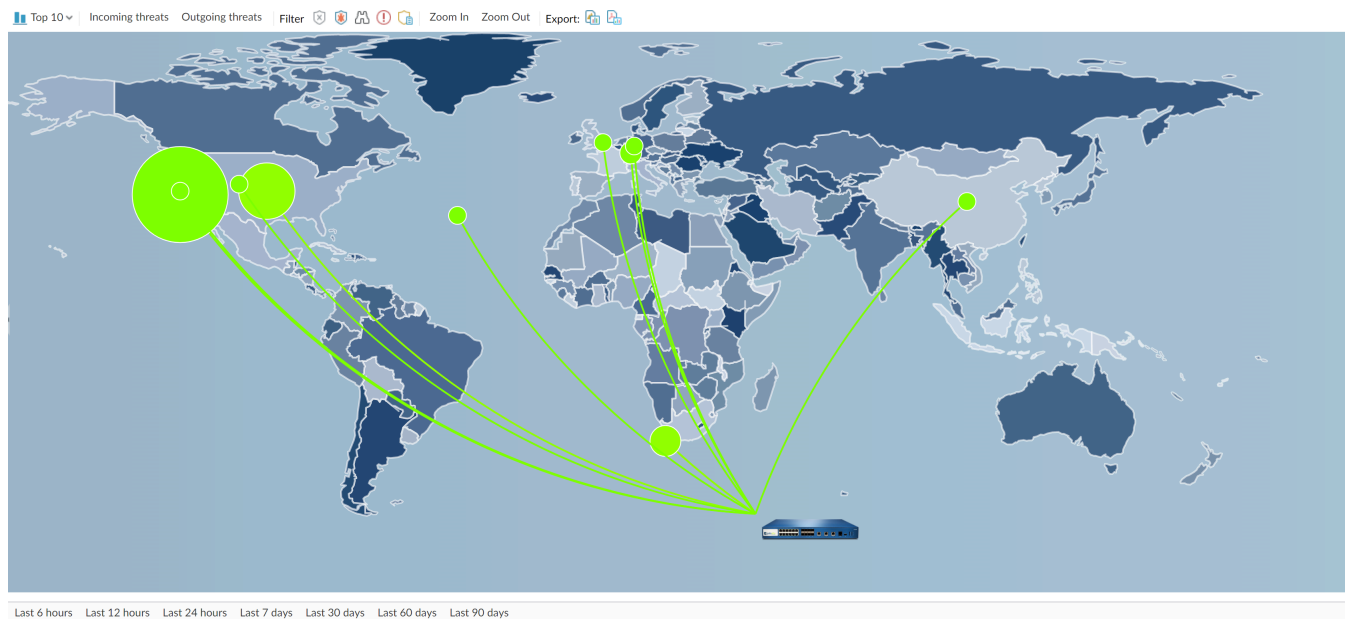 Top 10 Incoming threats Outgoing threats Filter Zoom In Zoom Out Export:
Last 6 hours Last 12 hours Last 24 hours Last 7 days Last 30 days Last 60 days Last 90 days